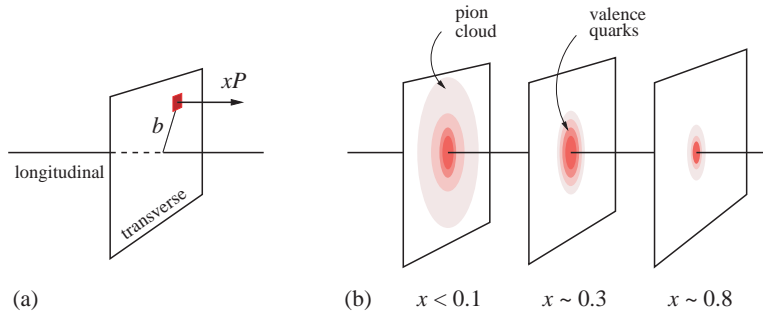 xP
b
longitudinal
transverse
(a)
pion
cloud
valence
quarks
(b)
x < 0.1
x ~ 0.3
x ~ 0.8